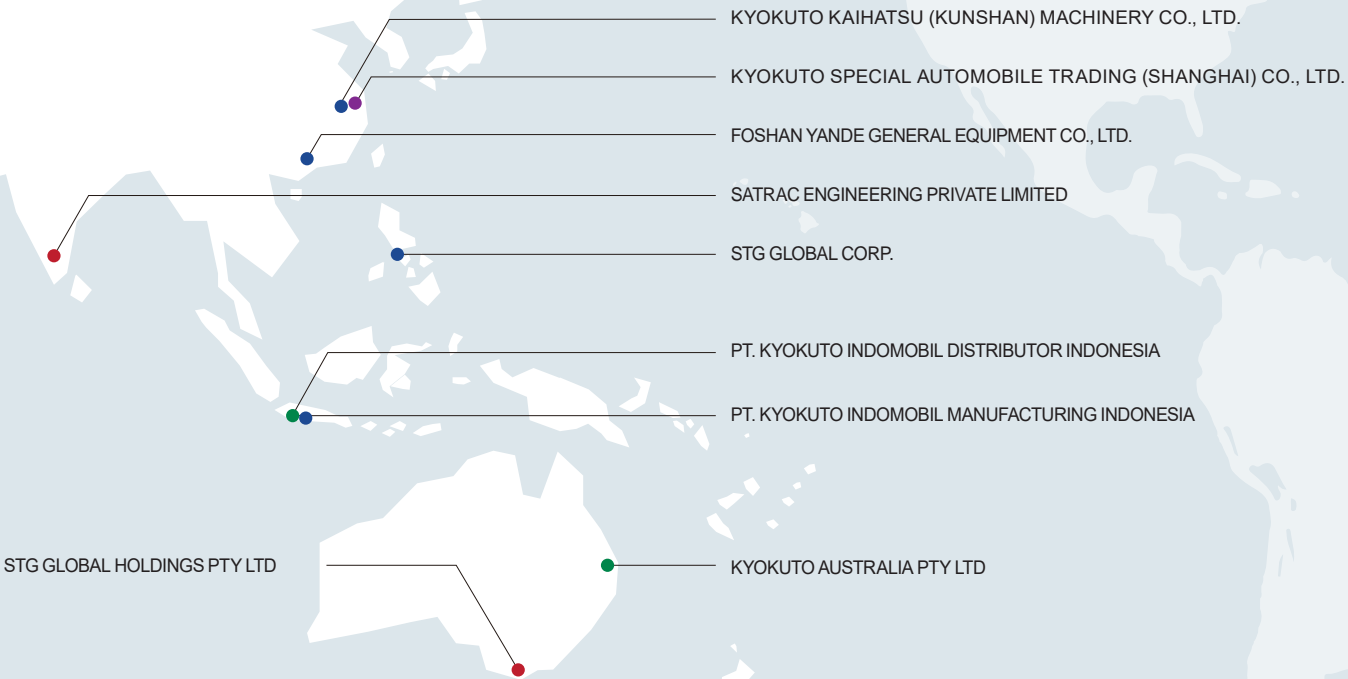 KYOKUTO KAIHATSU (KUNSHAN) MACHINERY CO., LTD.
KYOKUTO SPECIAL AUTOMOBILE TRADING (SHANGHAI) CO., LTD.
FOSHAN YANDE GENERAL EQUIPMENT CO., LTD.
SATRAC ENGINEERING PRIVATE LIMITED
STG GLOBAL CORP.
PT. KYOKUTO INDOMOBIL DISTRIBUTOR INDONESIA
PT. KYOKUTO INDOMOBIL MANUFACTURING INDONESIA
STG GLOBAL HOLDINGS PTY LTD
KYOKUTO AUSTRALIA PTY LTD